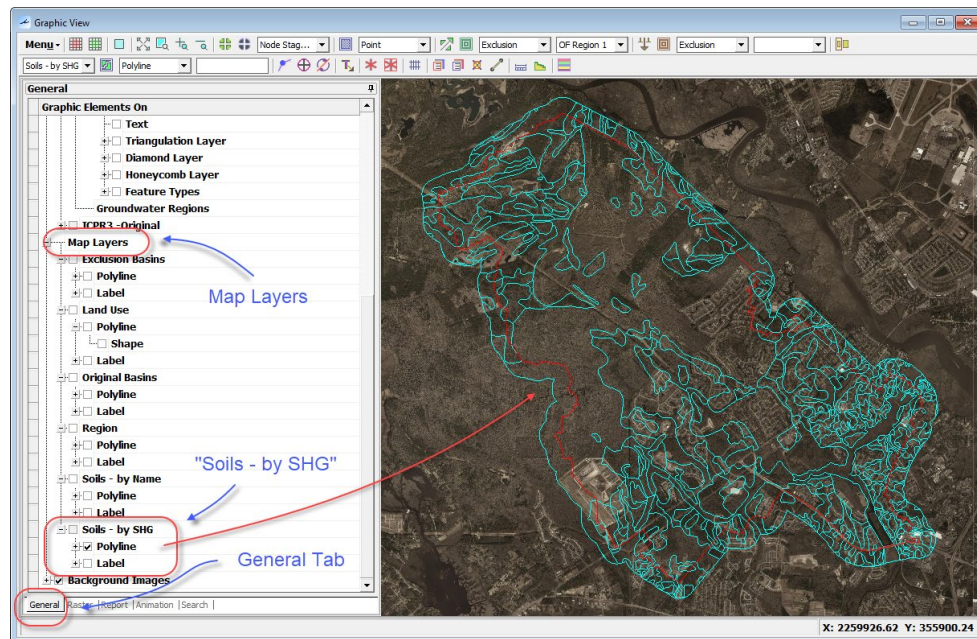 Graphic View
Menu Node Stag... Point Exclusion OF Region 1 Exclusion
Soils - by SHG Polyline
General
Graphic Elements On
Text
Triangulation Layer
Diamond Layer
Honeycomb Layer
Feature Types
Groundwater Regions
ICPR3 -Original
Map Layers
Exclusion Basins
Polyline
Label
Map Layers
Land Use
Polyline
Shape
Label
Original Basins
Polyline
Label
Region
Polyline
Label
"Soils - by SHG"
Soils - by Name
Polyline
Label
Soils - by SHG
Polyline
Label
General Tab
Background Images
General Raster Report Animation Search
X: 2259926.62 Y: 355900.24